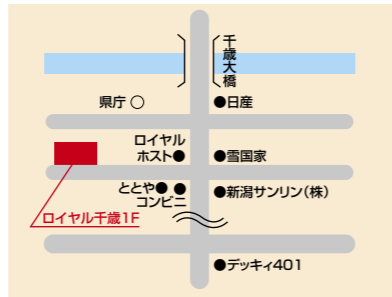 千歳大橋
県庁○
●日産
ロイヤル
ホスト●
●雪国家
ととや● ●
コンビニ
●新潟サンリン(株)
ロイヤル千歳1F
●デッキィ401